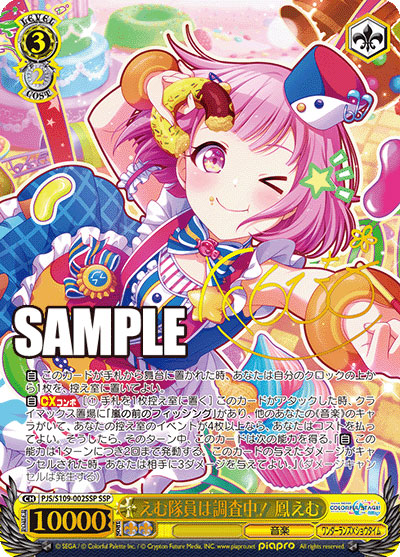 LEVEL
3
2
COST
SAMPLE
自 このカードが手札から舞台に置かれた時、あなたは自分のクロックの上か
ら1枚を、控え室に置いてよい。
自 CXコンボ ［① 手札を1枚控え室に置く］ このカードがアタックした時、クラ
イマックス置場に「嵐の前のフィッシング」があり、他のあなたの《音楽》のキャ
ラがいて、あなたの控え室のイベントが4枚以上なら、あなたはコストを払っ
てよい。そうしたら、そのターン中、このカードは次の能力を得る。『自 こ
の能力は1ターンにつき2回まで発動する。このカードの与えたダメージが
キャンセルされた時、あなたは相手に3ダメージを与えてよい。』（ダメージキャンセル
は発生する）
CH PJS/S109-002SSP SSP
えむ隊員は調査中！ 鳳えむ
COLORFUL STAGE!
POWER
10000
SOUL
音楽
ワンダーランズ×ショウタイム
© SEGA / © Colorful Palette Inc. / © Crypton Future Media, INC. www.piapro.net piapro